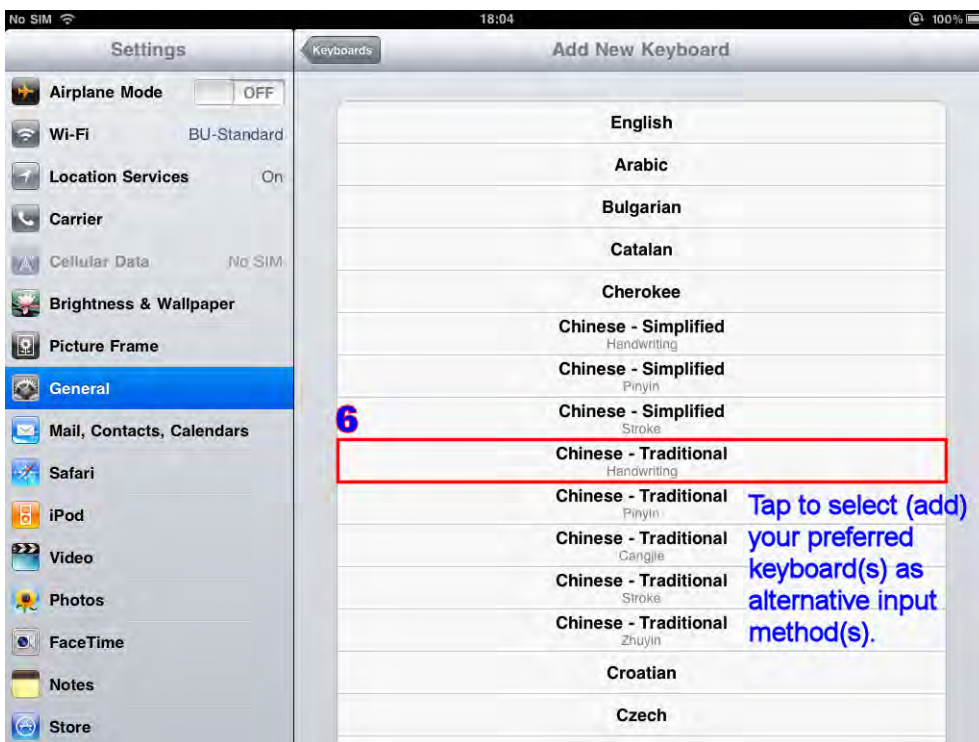 No SIM 18:04 100%
Settings Keyboards Add New Keyboard
Airplane Mode OFF
Wi-Fi BU-Standard
Location Services On
Carrier
Cellular Data No SIM
Brightness & Wallpaper
Picture Frame
General
Mail, Contacts, Calendars
Safari
iPod
Video
Photos
FaceTime
Notes
Store
English
Arabic
Bulgarian
Catalan
Cherokee
Chinese - Simplified
Handwriting
Chinese - Simplified
Pinyin
Chinese - Simplified
Stroke
6
Chinese - Traditional
Handwriting
Chinese - Traditional
Pinyin
Chinese - Traditional
Cangjie
Chinese - Traditional
Stroke
Chinese - Traditional
Zhuyin
Croatian
Czech
Tap to select (add)
your preferred
keyboard(s) as
alternative input
method(s).